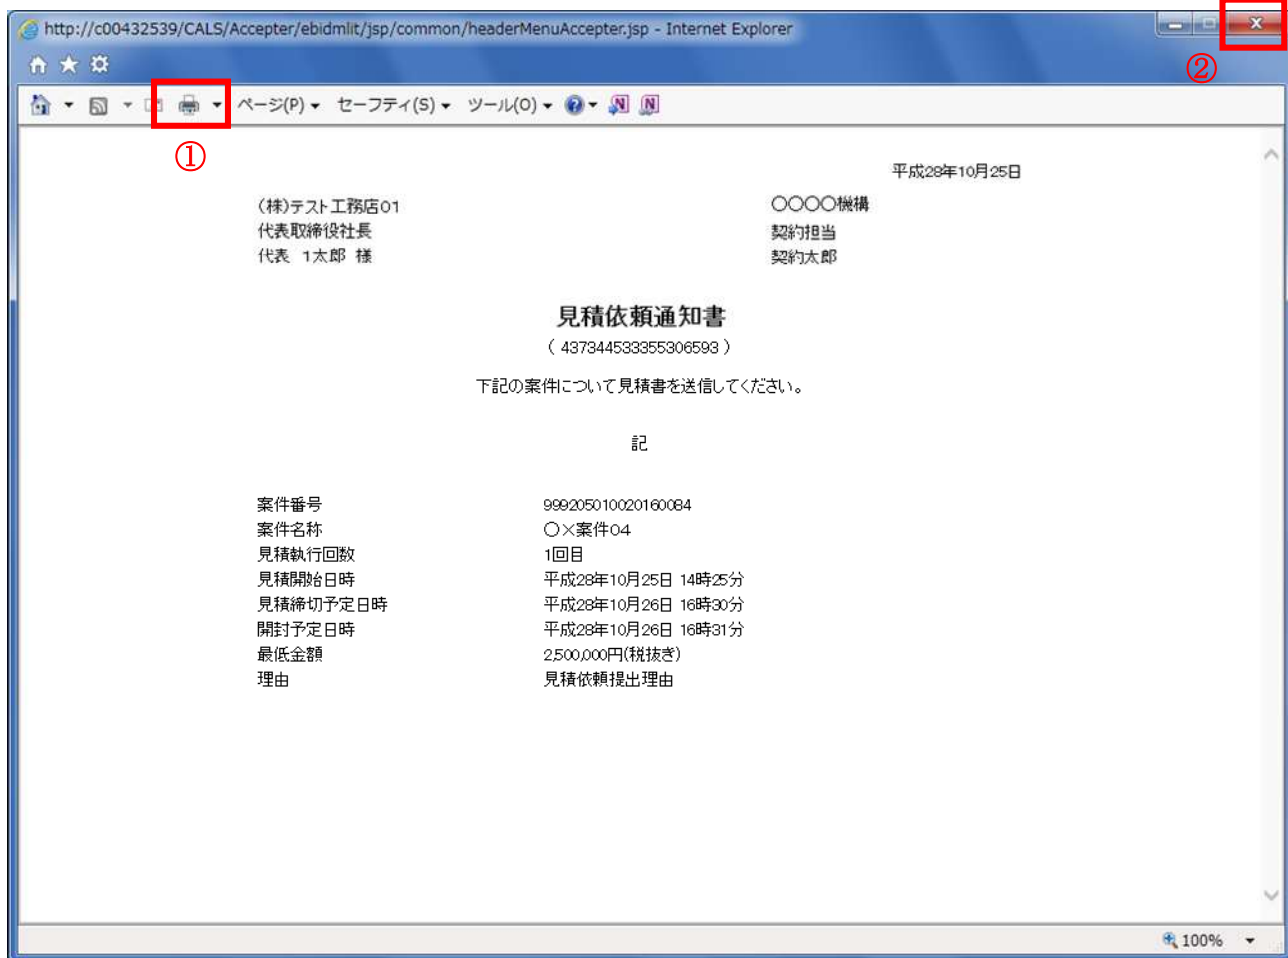 http://c00432539/CALS/Accepter/ebidmlit/jsp/common/headerMenuAccepter.jsp - Internet Explorer
②
ページ(P) セーフティ(S) ツール(O)
①
平成28年10月25日
(株)テスト工務店01
代表取締役社長
代表 1太郎 様
〇〇〇〇機構
契約担当
契約太郎
見積依頼通知書
( 437344533355306593 )
下記の案件について見積書を送信してください。
記
案件番号 999205010020160084
案件名称 〇×案件04
見積執行回数 1回目
見積開始日時 平成28年10月25日 14時25分
見積締切予定日時 平成28年10月26日 16時30分
開封予定日時 平成28年10月26日 16時31分
最低金額 2,500,000円(税抜き)
理由 見積依頼提出理由
100%